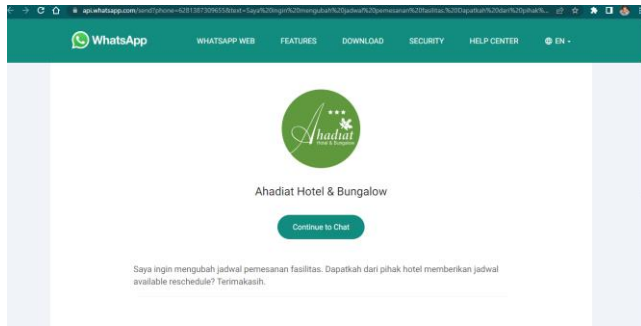 api.whatsapp.com/send?phone=6281387309655&text=Saya%20ingin%20mengubah%20jadwal%20pemesanan%20fasilitas.%20Dapatkah%20dari%20pihak%...
WhatsApp
WHATSAPP WEB FEATURES DOWNLOAD SECURITY HELP CENTER EN
Ahadiat
Hotel & Bungalow
Ahadiat Hotel & Bungalow
Continue to Chat
Saya ingin mengubah jadwal pemesanan fasilitas. Dapatkah dari pihak hotel memberikan jadwal
available reschedule? Terimakasih.